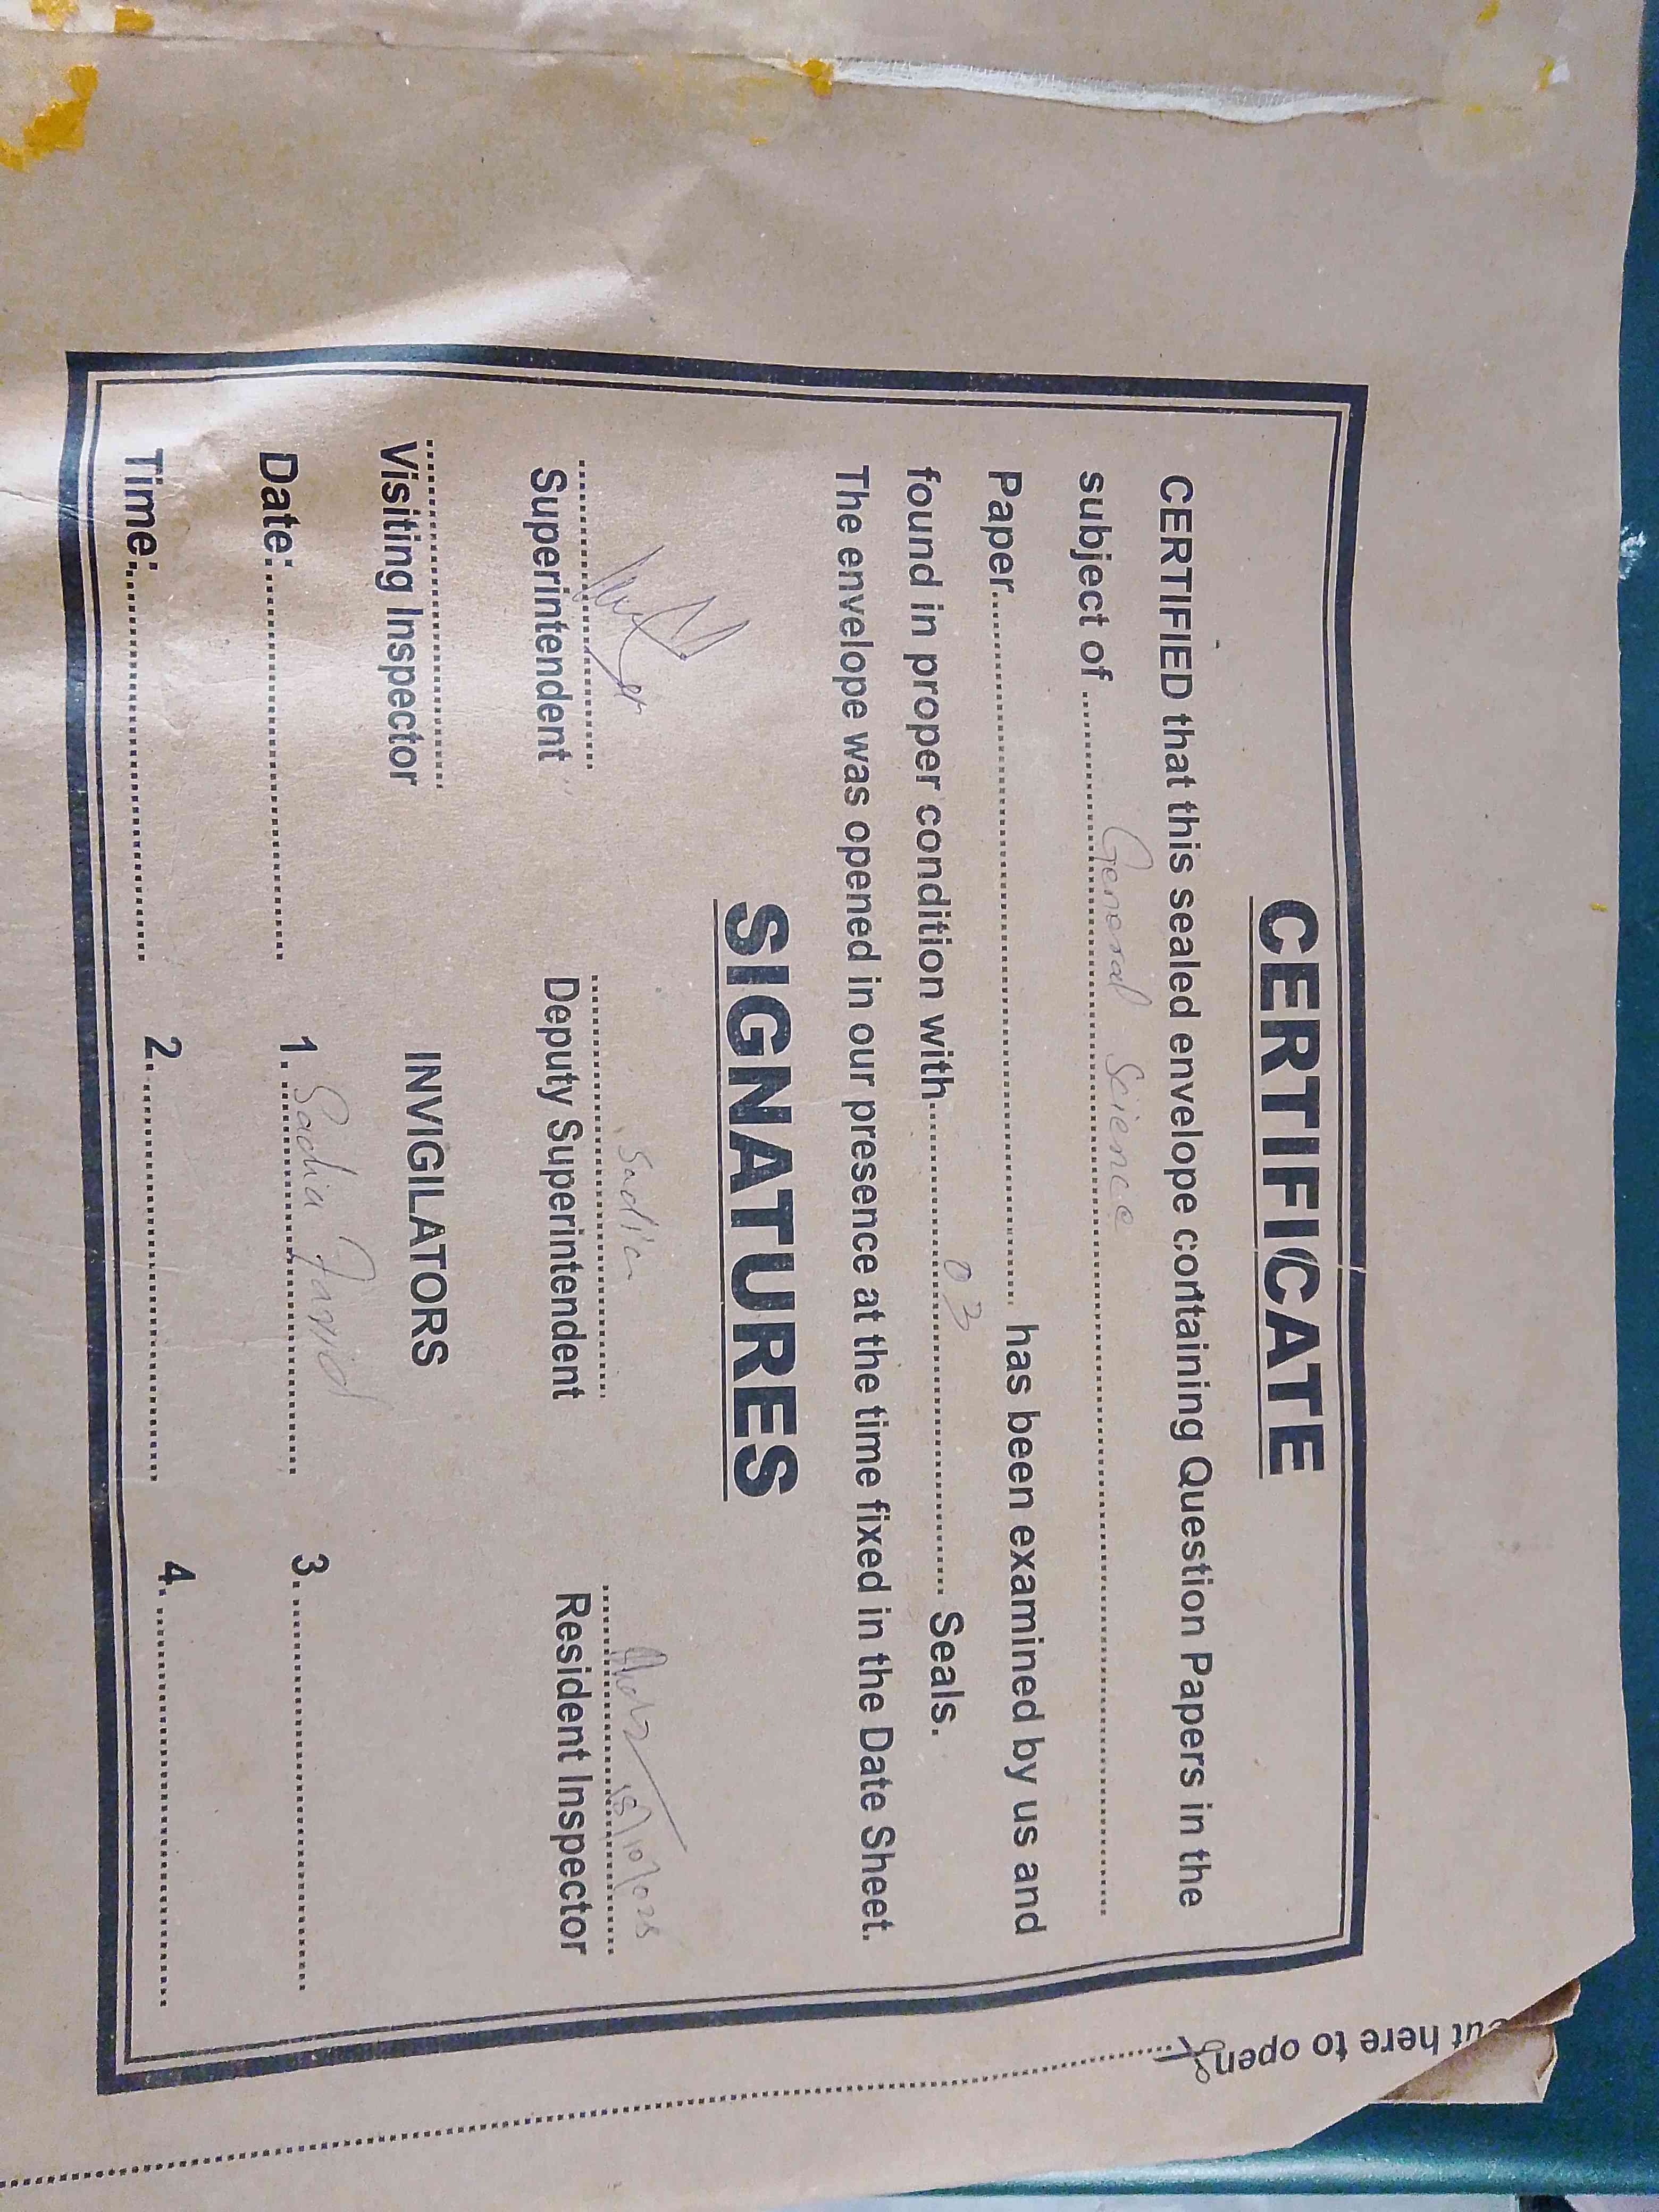 CERTIFICATE
CERTIFIED that this sealed envelope containing Question Papers in the
subject of ........ General Science ........
Paper................ has been examined by us and
found in proper condition with........ 03 ........ Seals.
The envelope was opened in our presence at the time fixed in the Date Sheet.
SIGNATURES
Sadia
Superintendent Deputy Superintendent Resident Inspector
Visiting Inspector INVIGILATORS
Date:................ 1. Sadia 3.................
Time:................ 2................. 4.................
cut here to open